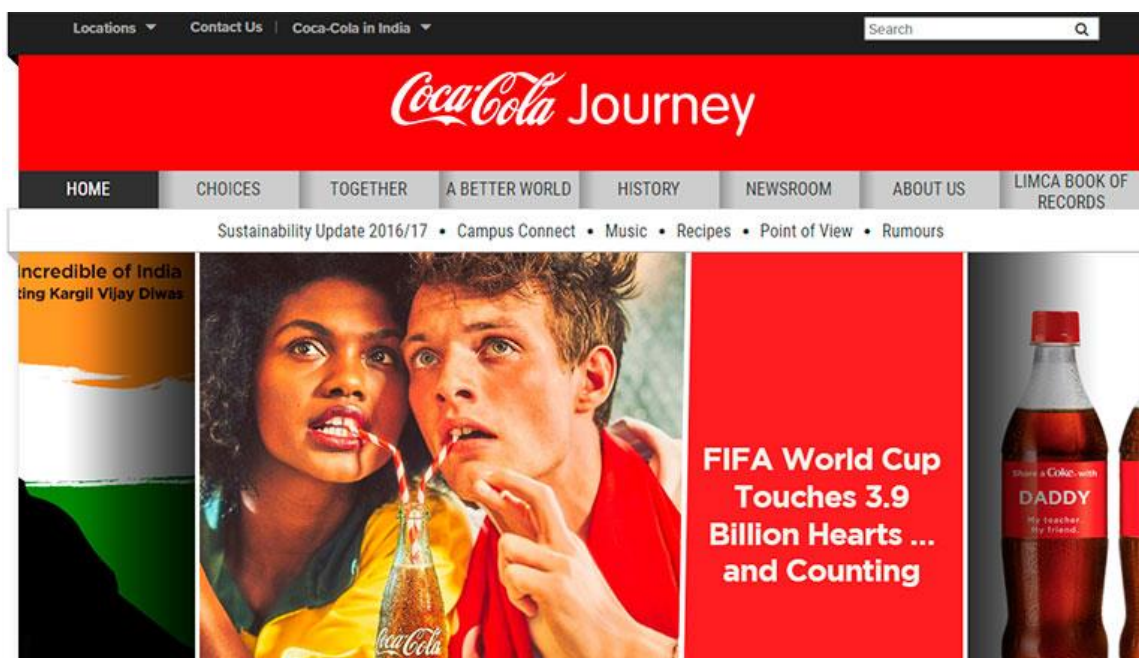 Locations
Contact Us | Coca-Cola in India
Search
Coca-Cola Journey
HOME
CHOICES
TOGETHER
A BETTER WORLD
HISTORY
NEWSROOM
ABOUT US
LIMCA BOOK OF
RECORDS
Sustainability Update 2016/17 • Campus Connect • Music • Recipes • Point of View • Rumours
Incredible of India
ting Kargil Vijay Diwas
Coca-Cola
FIFA World Cup
Touches 3.9
Billion Hearts ...
and Counting
Share a Coke with
DADDY
My teacher.
My friend.